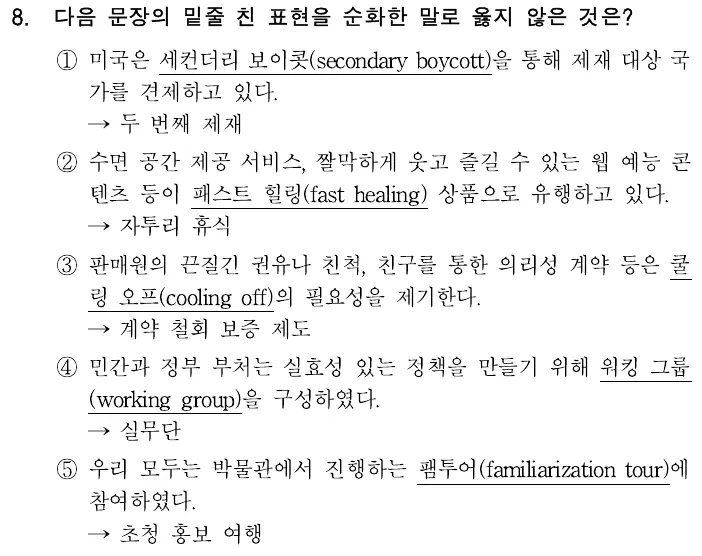 8. 다음 문장의 밑줄 친 표현을 순화한 말로 옳지 않은 것은?
① 미국은 세컨더리 보이콧(secondary boycott)을 통해 제재 대상 국
가를 견제하고 있다.
→ 두 번째 제재
② 수면 공간 제공 서비스, 짤막하게 웃고 즐길 수 있는 웹 예능 콘
텐츠 등이 패스트 힐링(fast healing) 상품으로 유행하고 있다.
→ 자투리 휴식
③ 판매원의 끈질긴 권유나 친척, 친구를 통한 의리성 계약 등은 쿨
링 오프(cooling off)의 필요성을 제기한다.
→ 계약 철회 보증 제도
④ 민간과 정부 부처는 실효성 있는 정책을 만들기 위해 워킹 그룹
(working group)을 구성하였다.
→ 실무단
⑤ 우리 모두는 박물관에서 진행하는 팸투어(familiarization tour)에
참여하였다.
→ 초청 홍보 여행